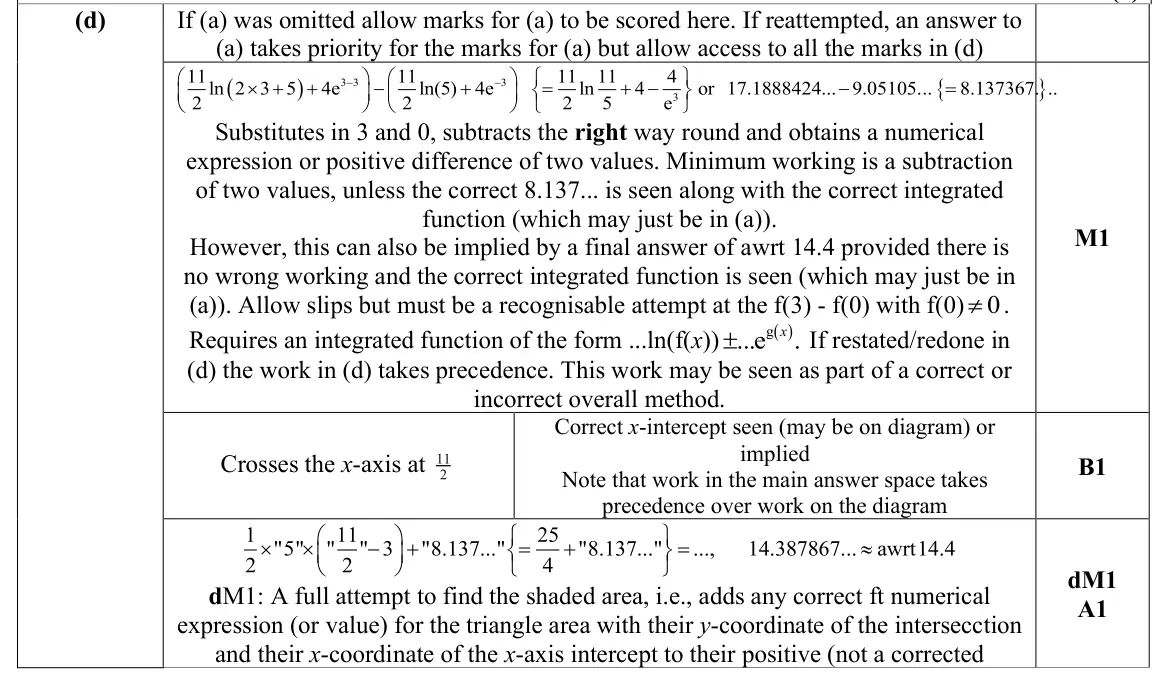 (d)
If (a) was omitted allow marks for (a) to be scored here. If reattempted, an answer to
(a) takes priority for the marks for (a) but allow access to all the marks in (d)
(11/2 ln(2×3+5)+4e^(3−3))−(11/2 ln(5)+4e^(−3)) {=11/2 ln 11/5 +4−4/e^3} or 17.1888424...−9.05105... {=8.137367.}..
Substitutes in 3 and 0, subtracts the right way round and obtains a numerical
expression or positive difference of two values. Minimum working is a subtraction
of two values, unless the correct 8.137... is seen along with the correct integrated
function (which may just be in (a)).
However, this can also be implied by a final answer of awrt 14.4 provided there is
no wrong working and the correct integrated function is seen (which may just be in
(a)). Allow slips but must be a recognisable attempt at the f(3) - f(0) with f(0)≠0.
Requires an integrated function of the form ...ln(f(x))±...e^(g(x)). If restated/redone in
(d) the work in (d) takes precedence. This work may be seen as part of a correct or
incorrect overall method.
M1
Crosses the x-axis at 11/2
Correct x-intercept seen (may be on diagram) or
implied
Note that work in the main answer space takes
precedence over work on the diagram
B1
1/2×"5"×("11/2"−3)+"8.137..."{=25/4+"8.137..."}=..., 14.387867...≈awrt14.4
dM1: A full attempt to find the shaded area, i.e., adds any correct ft numerical
expression (or value) for the triangle area with their y-coordinate of the intersecction
and their x-coordinate of the x-axis intercept to their positive (not a corrected
dM1
A1